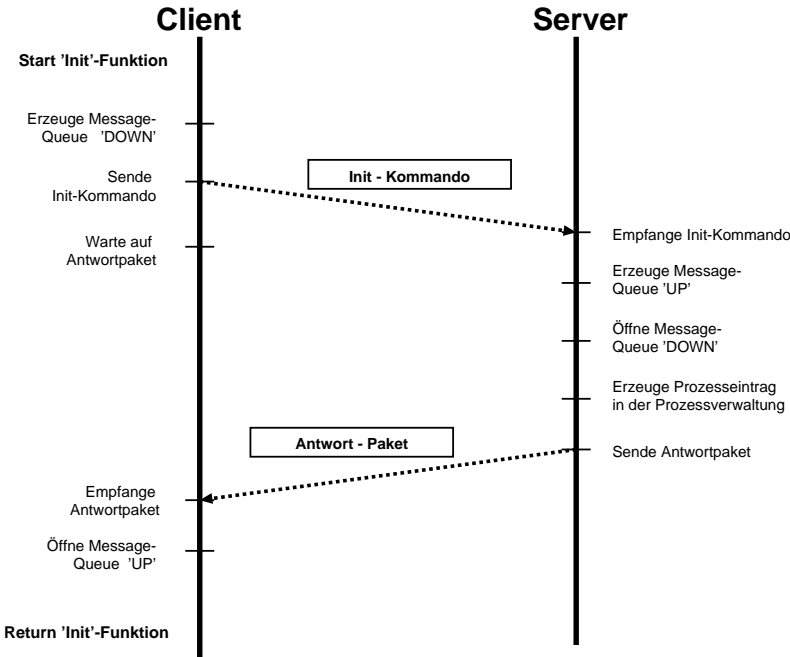 Client
Server
Start 'Init'-Funktion
Erzeuge Message-
Queue 'DOWN'
Sende
Init-Kommando
Init - Kommando
Warte auf
Antwortpaket
Empfange Init-Kommando
Erzeuge Message-
Queue 'UP'
Öffne Message-
Queue 'DOWN'
Erzeuge Prozesseintrag
in der Prozessverwaltung
Antwort - Paket
Sende Antwortpaket
Empfange
Antwortpaket
Öffne Message-
Queue 'UP'
Return 'Init'-Funktion